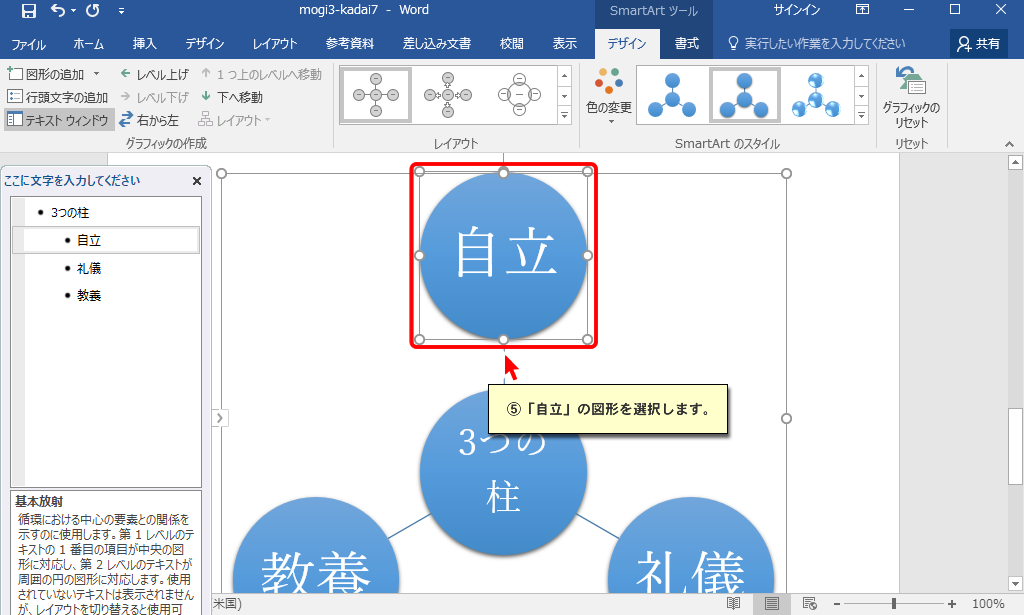 mogi3-kadai7 - Word
SmartArt ツール
サインイン
ファイル
ホーム
挿入
デザイン
レイアウト
参考資料
差し込み文書
校閲
表示
デザイン
書式
実行したい作業を入力してください
共有
図形の追加
レベル上げ
1 つ上のレベルへ移動
行頭文字の追加
レベル下げ
下へ移動
テキスト ウィンドウ
右から左
レイアウト
グラフィックの作成
レイアウト
色の変更
SmartArt のスタイル
グラフィックの
リセット
リセット
ここに文字を入力してください
3つの柱
自立
礼儀
教養
基本放射
循環における中心の要素との関係を
示すのに使用します。第 1 レベルのテ
キストの 1 番目の項目が中央の図
形に対応し、第 2 レベルのテキストが
周囲の円の図形に対応します。使用
されていないテキストは表示されませ
んが、レイアウトを切り替えると使用可
自立
⑤「自立」の図形を選択します。
3つの
柱
教養
礼儀
米国)
100%